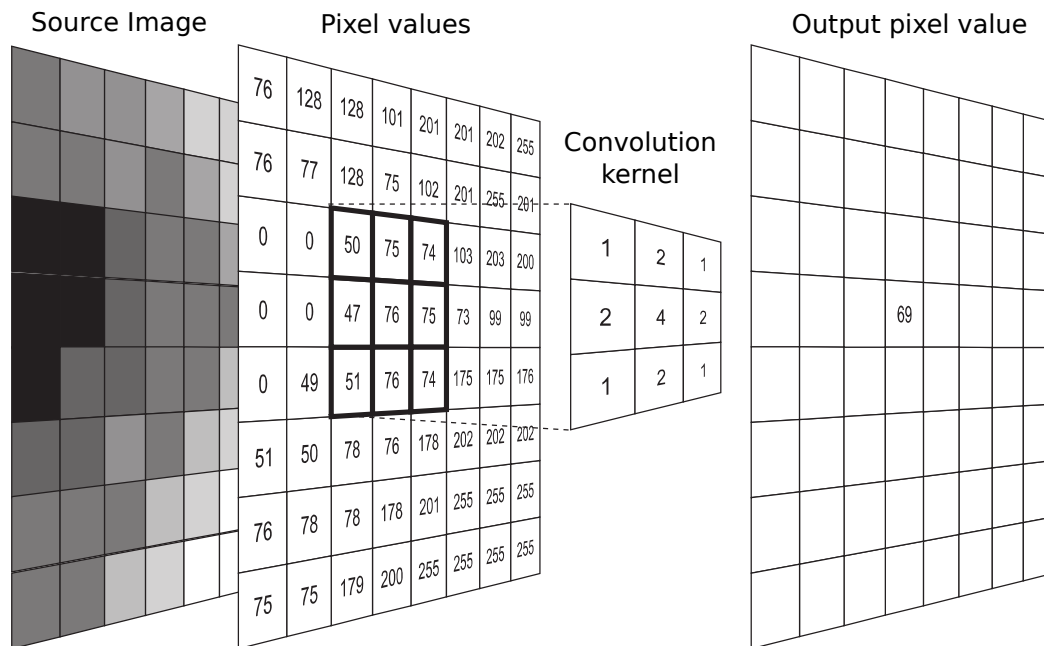 Source Image
Pixel values
Output pixel value
Convolution
kernel
76 128 128 101 201 201 202 255
76 77 128 75 102 201 255 201
0 0 50 75 74 103 203 200
0 0 47 76 75 73 99 99
0 49 51 76 74 175 175 176
51 50 78 76 178 202 202 202
76 78 78 178 201 255 255 255
75 75 179 200 255 255 255 255
1 2 1
2 4 2
1 2 1
69